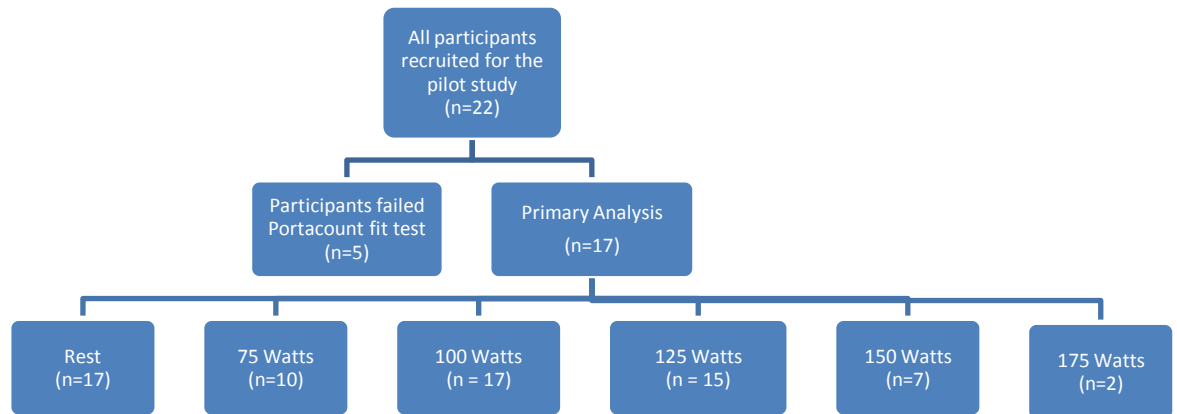 All participants
recruited for the
pilot study
(n=22)
Participants failed
Portacount fit test
(n=5)
Primary Analysis
(n=17)
Rest
(n=17)
75 Watts
(n=10)
100 Watts
(n = 17)
125 Watts
(n = 15)
150 Watts
(n=7)
175 Watts
(n=2)